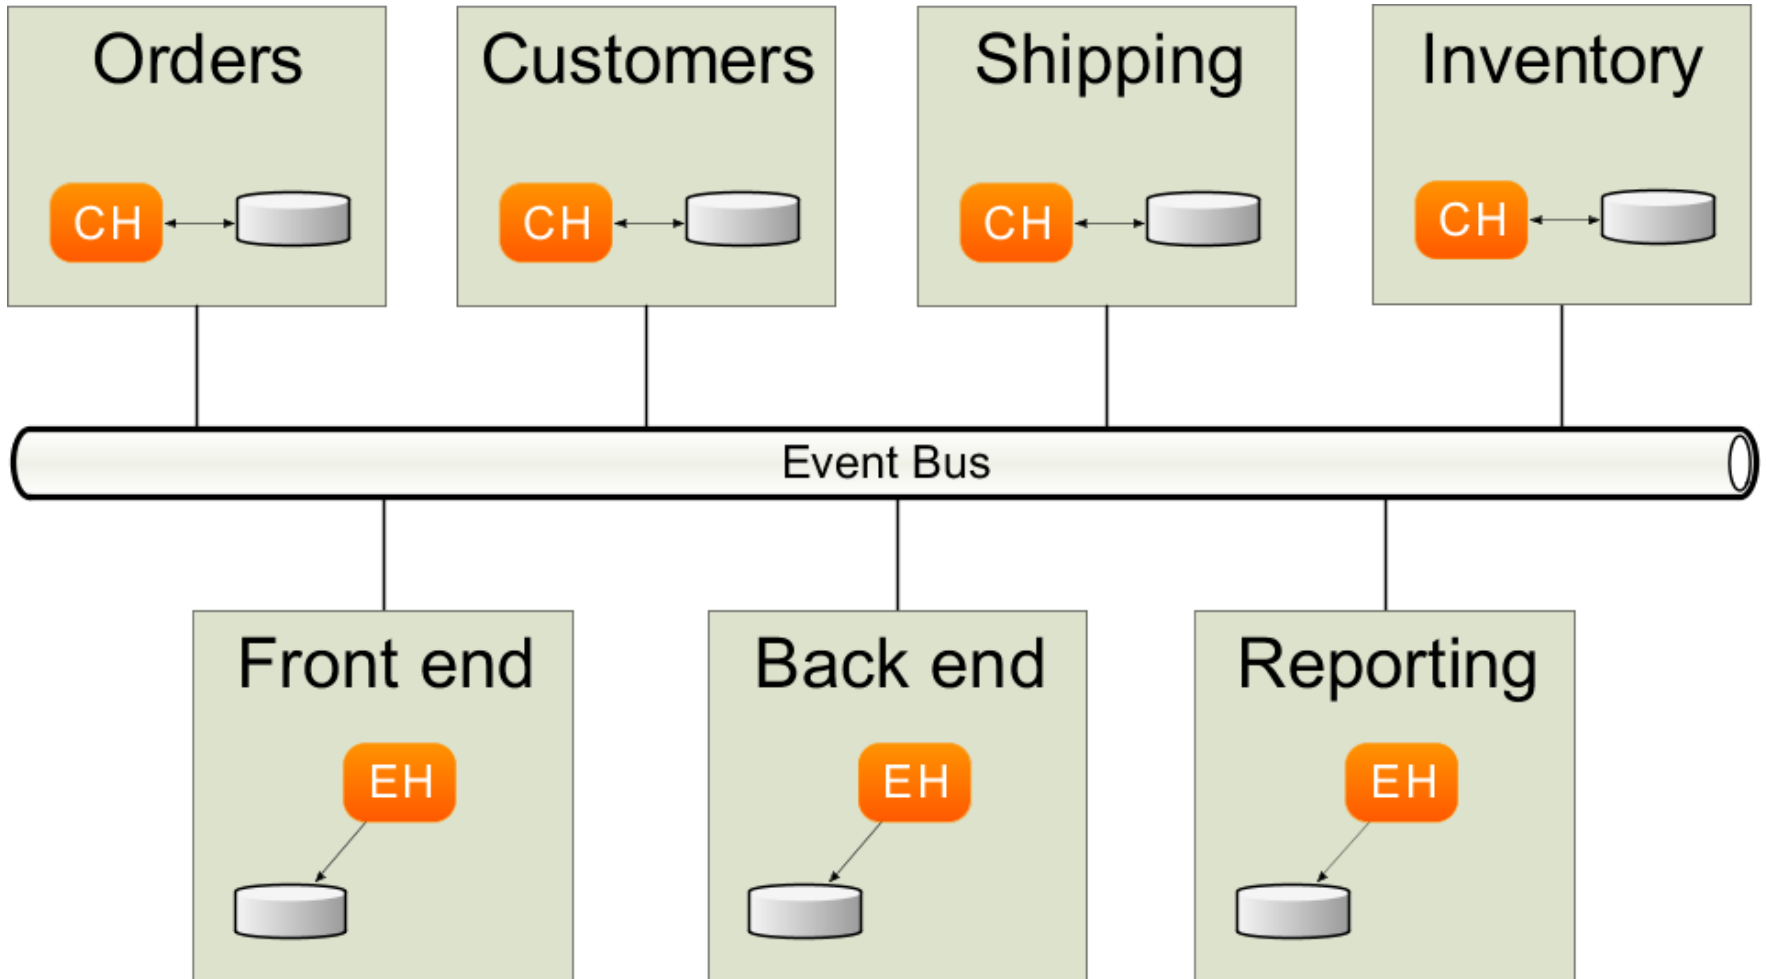 Orders
Customers
Shipping
Inventory
CH
CH
CH
CH
Event Bus
Front end
Back end
Reporting
EH
EH
EH